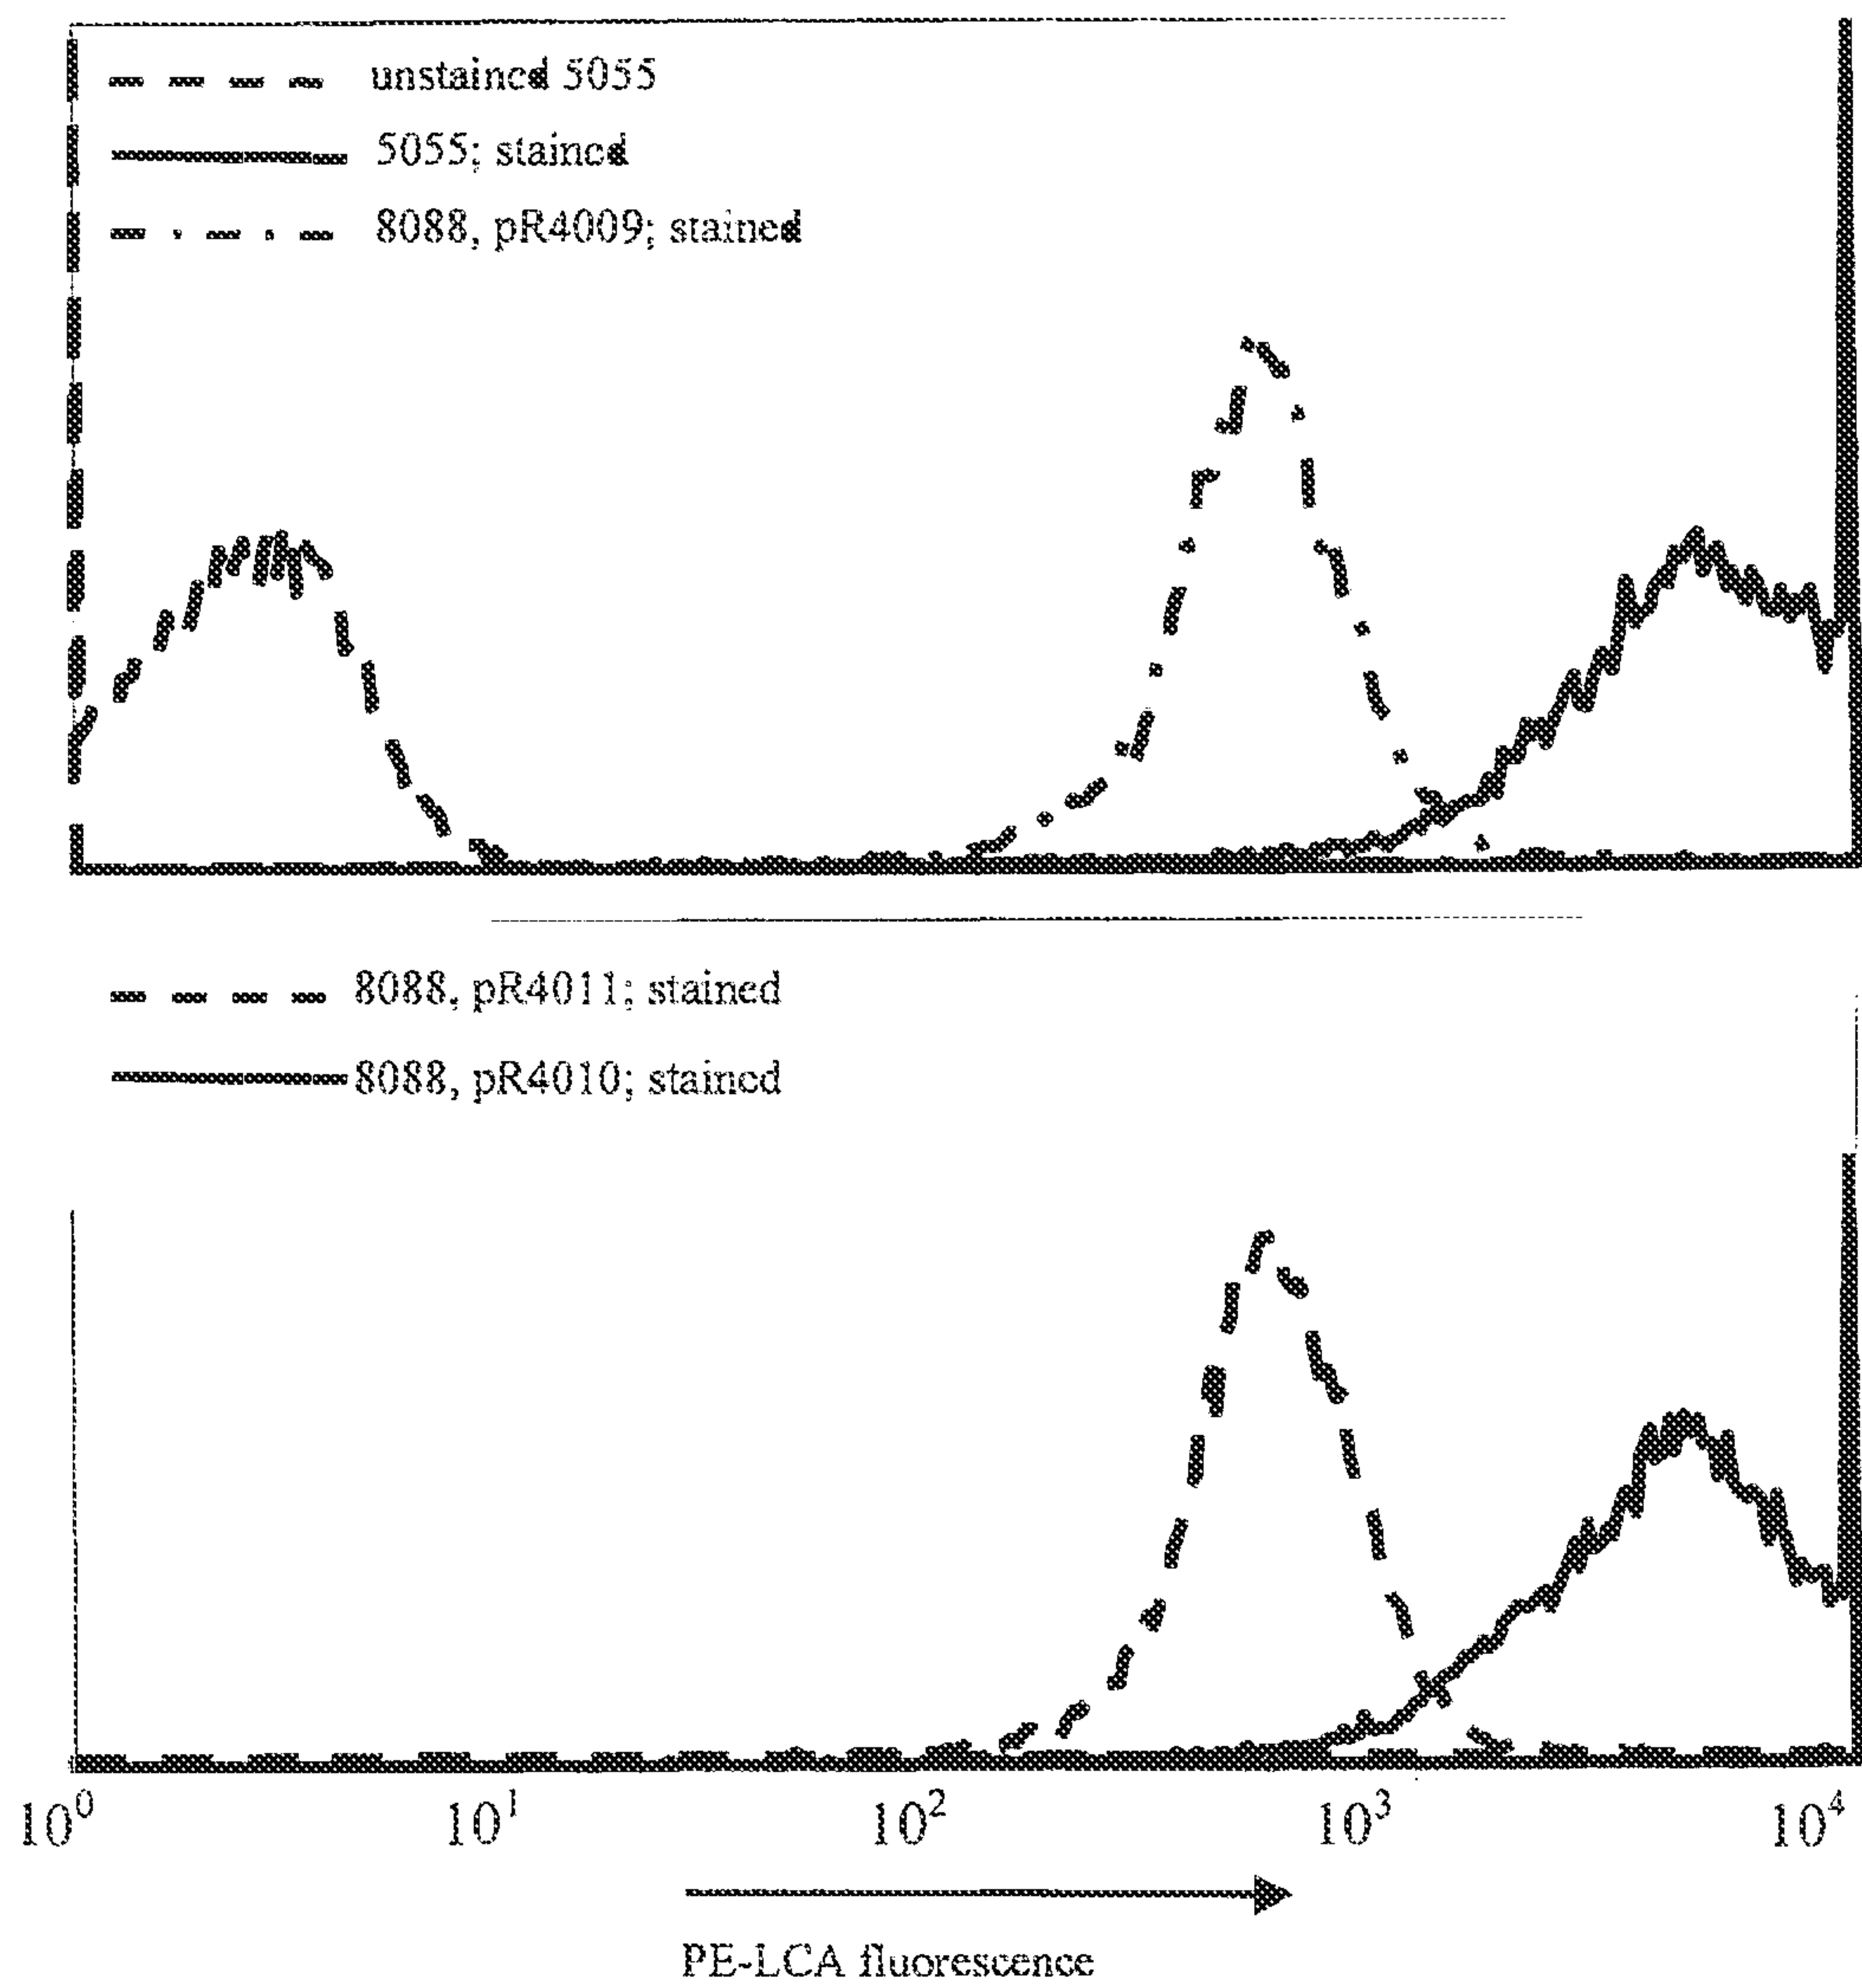 unstained 5055
5055; stained
8088, pR4009; stained
8088, pR4011; stained
8088, pR4010; stained
10⁰ 10¹ 10² 10³ 10⁴
PE-LCA fluorescence